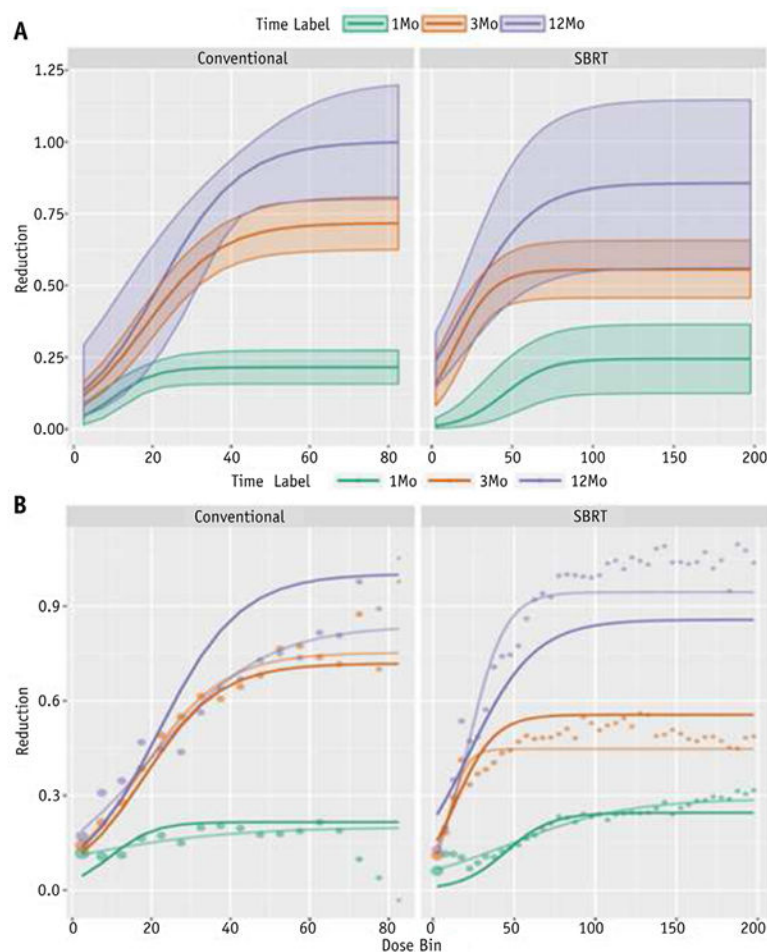 A
Time Label 1Mo 3Mo 12Mo
Conventional SBRT
1.25
1.00
0.75
0.50
0.25
0.00
Reduction
0 20 40 60 80 0 50 100 150 200
Time Label 1Mo 3Mo 12Mo
B
Conventional SBRT
0.9
0.6
0.3
0.0
Reduction
0 20 40 60 80 0 50 100 150 200
Dose Bin